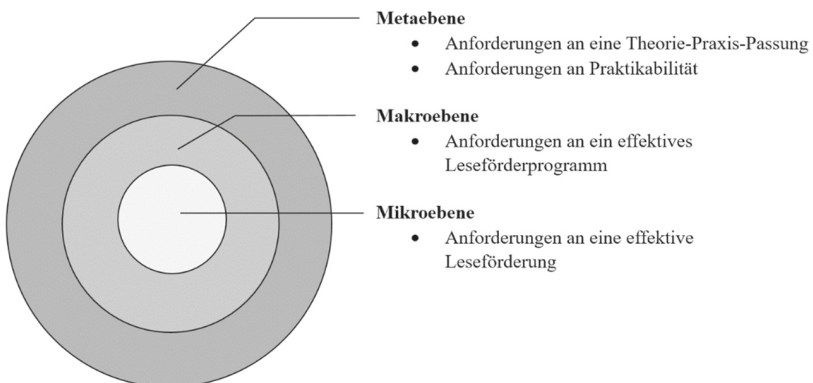 Metaebene
• Anforderungen an eine Theorie-Praxis-Passung
• Anforderungen an Praktikabilität
Makroebene
• Anforderungen an ein effektives
Leseförderprogramm
Mikroebene
• Anforderungen an eine effektive
Leseförderung